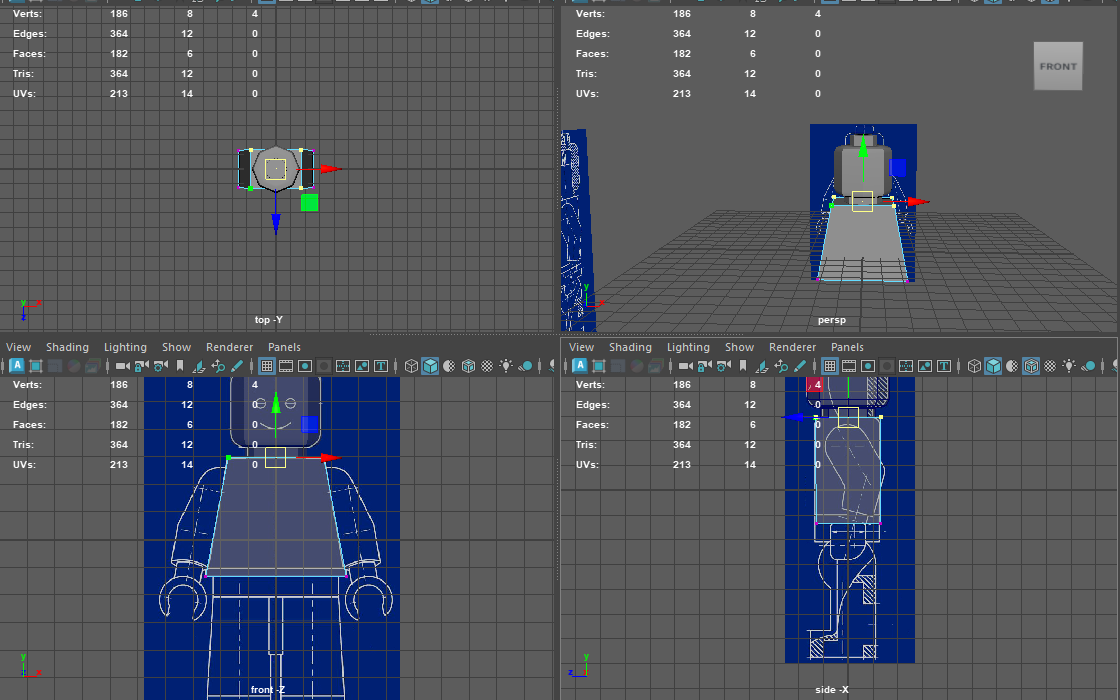 Verts: 186 8 4
Edges: 364 12 0
Faces: 182 6 0
Tris: 364 12 0
UVs: 213 14 0
y x z
top -Y
Verts: 186 8 4
Edges: 364 12 0
Faces: 182 6 0
Tris: 364 12 0
UVs: 213 14 0
FRONT
y
persp
View Shading Lighting Show Renderer Panels
A T
Verts: 186 8 4
Edges: 364 12 0
Faces: 182 6 0
Tris: 364 12 0
UVs: 213 14 0
y z x
front -Z
View Shading Lighting Show Renderer Panels
A T
Verts: 186 8 4
Edges: 364 12 0
Faces: 182 6 0
Tris: 364 12 0
UVs: 213 14 0
y z
side -X